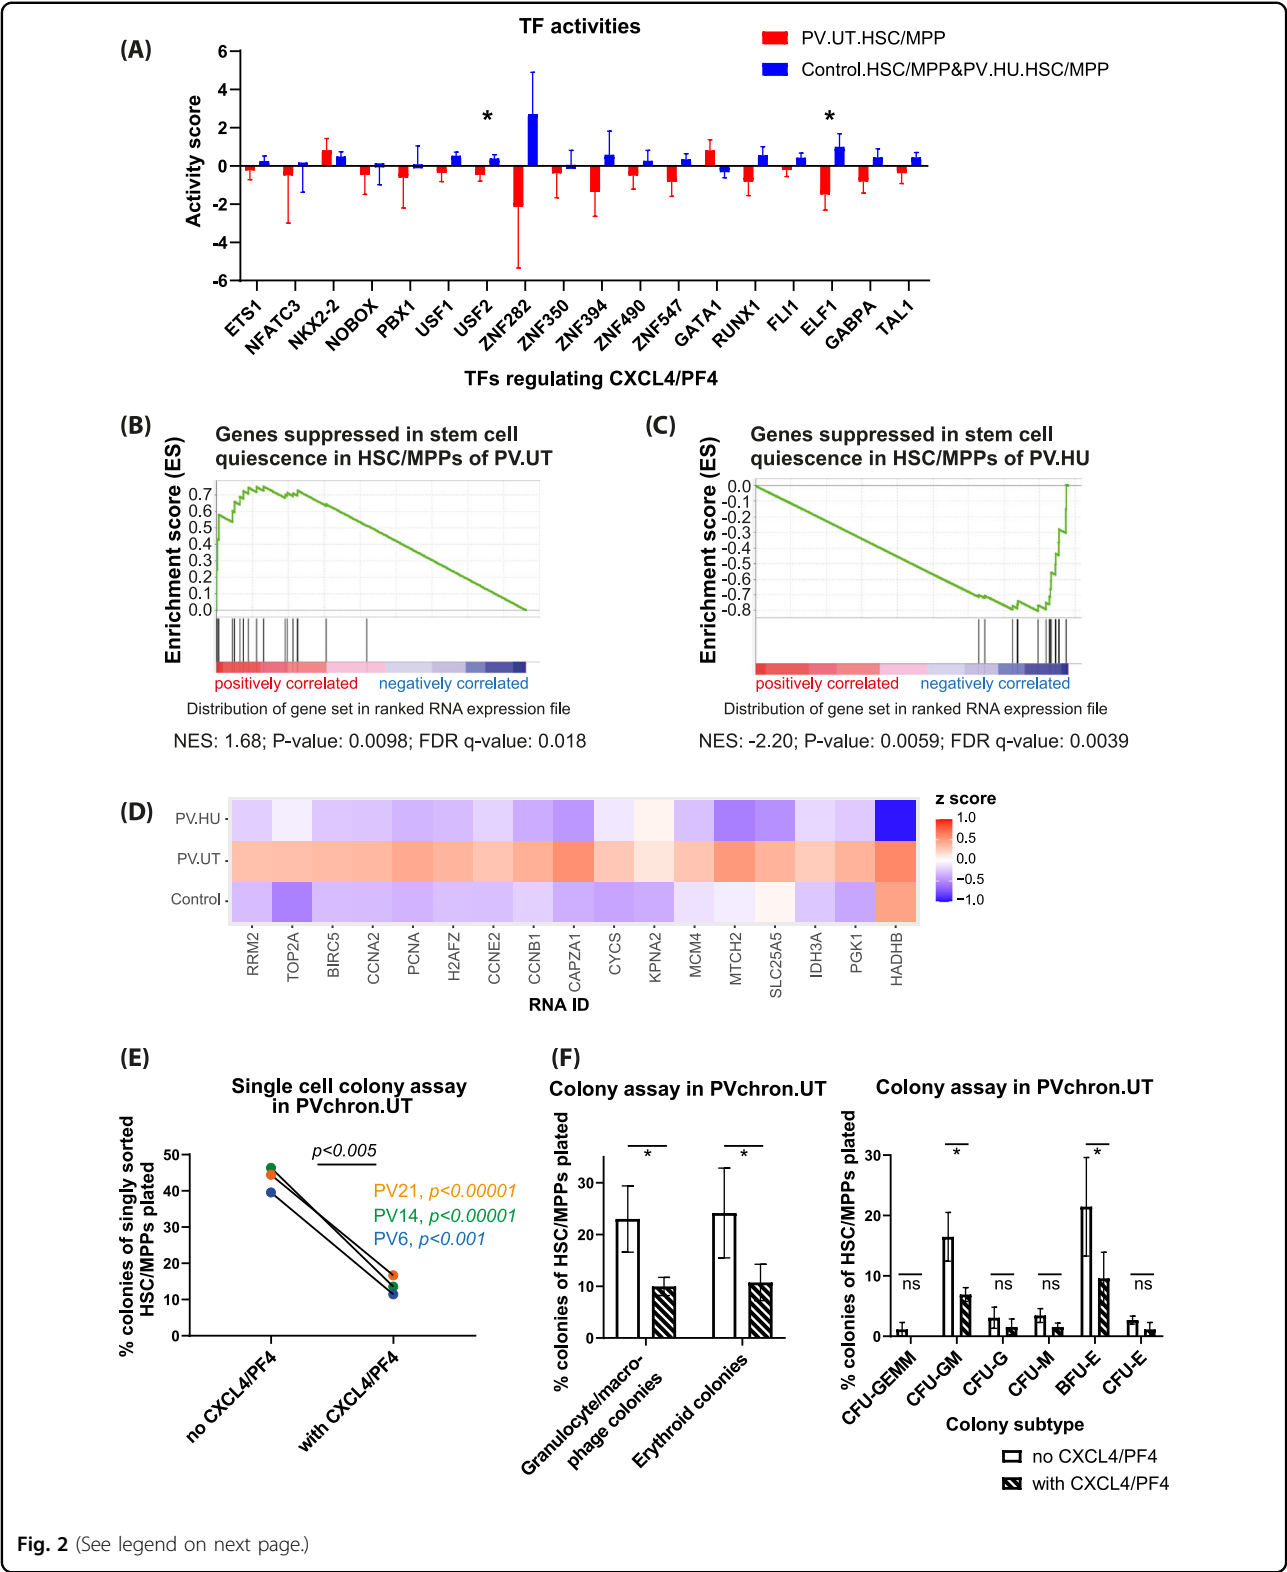 (A)
TF activities
PV.UT.HSC/MPP
Control.HSC/MPP&PV.HU.HSC/MPP
Activity score
6
4
2
0
-2
-4
-6
*
*
ETS1
NFATC3
NKX2-2
NOBOX
PBX1
USF1
USF2
ZNF282
ZNF350
ZNF394
ZNF490
ZNF547
GATA1
RUNX1
FLI1
ELF1
GABPA
TAL1
TFs regulating CXCL4/PF4
(B)
Genes suppressed in stem cell
quiescence in HSC/MPPs of PV.UT
Enrichment score (ES)
0.7
0.6
0.5
0.4
0.3
0.2
0.1
0.0
positively correlated
negatively correlated
Distribution of gene set in ranked RNA expression file
NES: 1.68; P-value: 0.0098; FDR q-value: 0.018
(C)
Genes suppressed in stem cell
quiescence in HSC/MPPs of PV.HU
Enrichment score (ES)
0.0
-0.1
-0.2
-0.3
-0.4
-0.5
-0.6
-0.7
-0.8
positively correlated
negatively correlated
Distribution of gene set in ranked RNA expression file
NES: -2.20; P-value: 0.0059; FDR q-value: 0.0039
(D)
PV.HU
PV.UT
Control
z score
1.0
0.5
0.0
−0.5
−1.0
RRM2
TOP2A
BIRC5
CCNA2
PCNA
H2AFZ
CCNE2
CCNB1
CAPZA1
CYCS
KPNA2
MCM4
MTCH2
SLC25A5
IDH3A
PGK1
HADHB
RNA ID
(E)
Single cell colony assay
in PVchron.UT
% colonies of singly sorted
HSC/MPPs plated
50
40
30
20
10
0
p<0.005
PV21, p<0.00001
PV14, p<0.00001
PV6, p<0.001
no CXCL4/PF4
with CXCL4/PF4
(F)
Colony assay in PVchron.UT
% colonies of HSC/MPPs plated
30
20
10
0
*
*
Granulocyte/macro-
phage colonies
Erythroid colonies
Colony assay in PVchron.UT
% colonies of HSC/MPPs plated
30
20
10
0
ns
*
ns
ns
*
ns
CFU-GEMM
CFU-GM
CFU-G
CFU-M
BFU-E
CFU-E
Colony subtype
no CXCL4/PF4
with CXCL4/PF4
Fig. 2 (See legend on next page.)